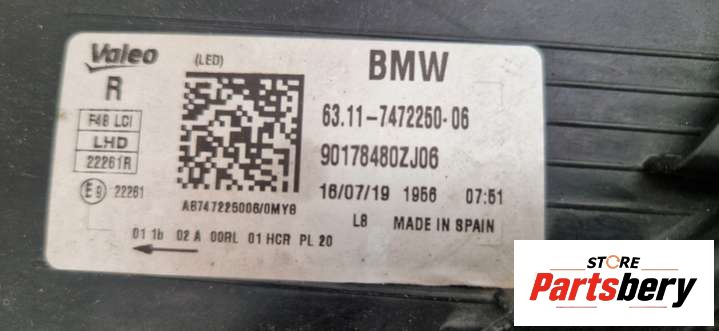 Valeo (LED) BMW
R
F48 LCI
LHD
22261R
E9 22261
A8747225006/0MY8
01 1b 02 A 00RL 01 HCR PL 20
63.11-7472250-06
90178480ZJ06
16/07/19 1956 07:51
L8 MADE IN SPAIN
STORE
Partsbery